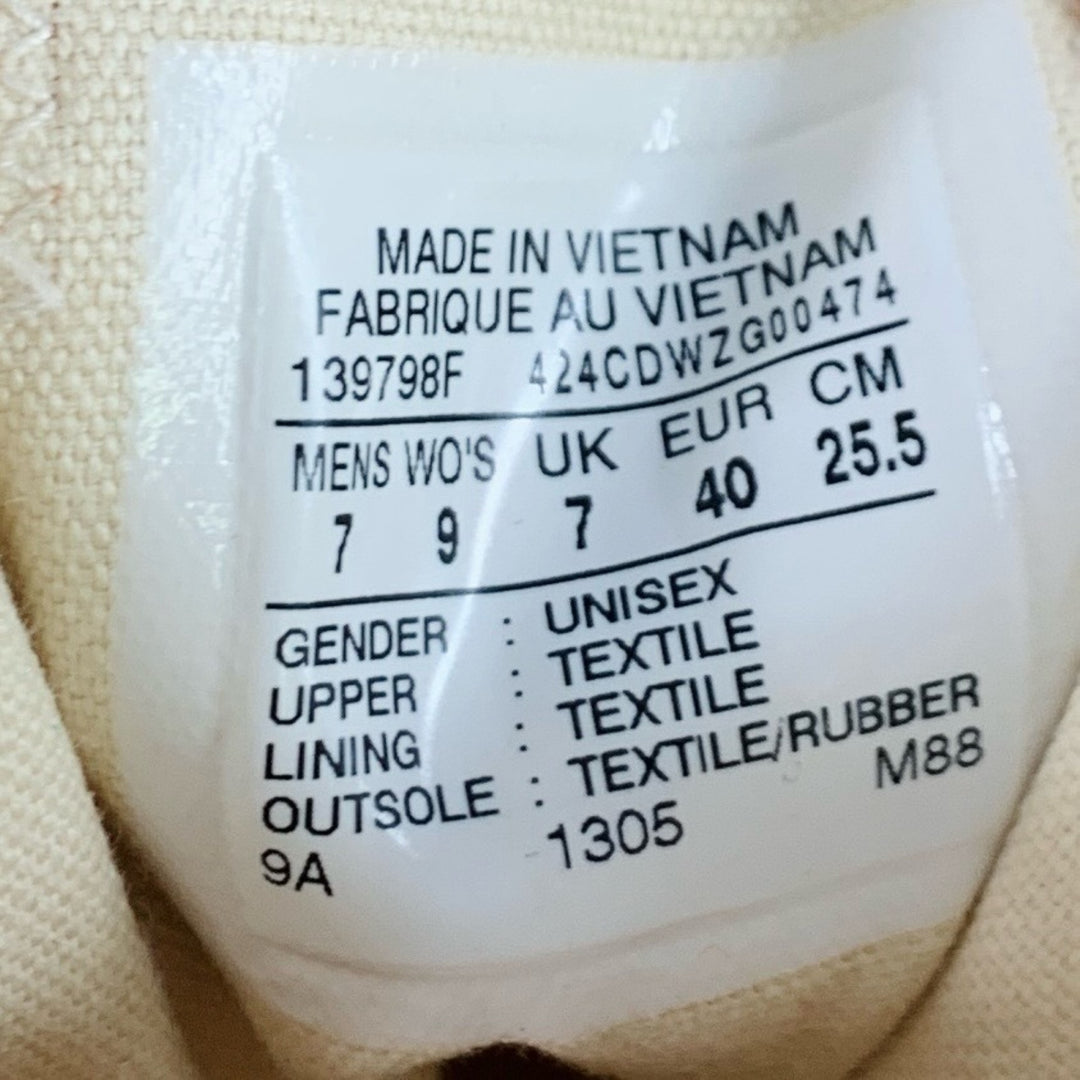 MADE IN VIETNAM
FABRIQUE AU VIETNAM
139798F 424CDWZG00474
MENS WO'S UK EUR CM
7 9 7 40 25.5
GENDER : UNISEX
UPPER : TEXTILE
LINING : TEXTILE
OUTSOLE : TEXTILE/RUBBER
9A 1305 M88